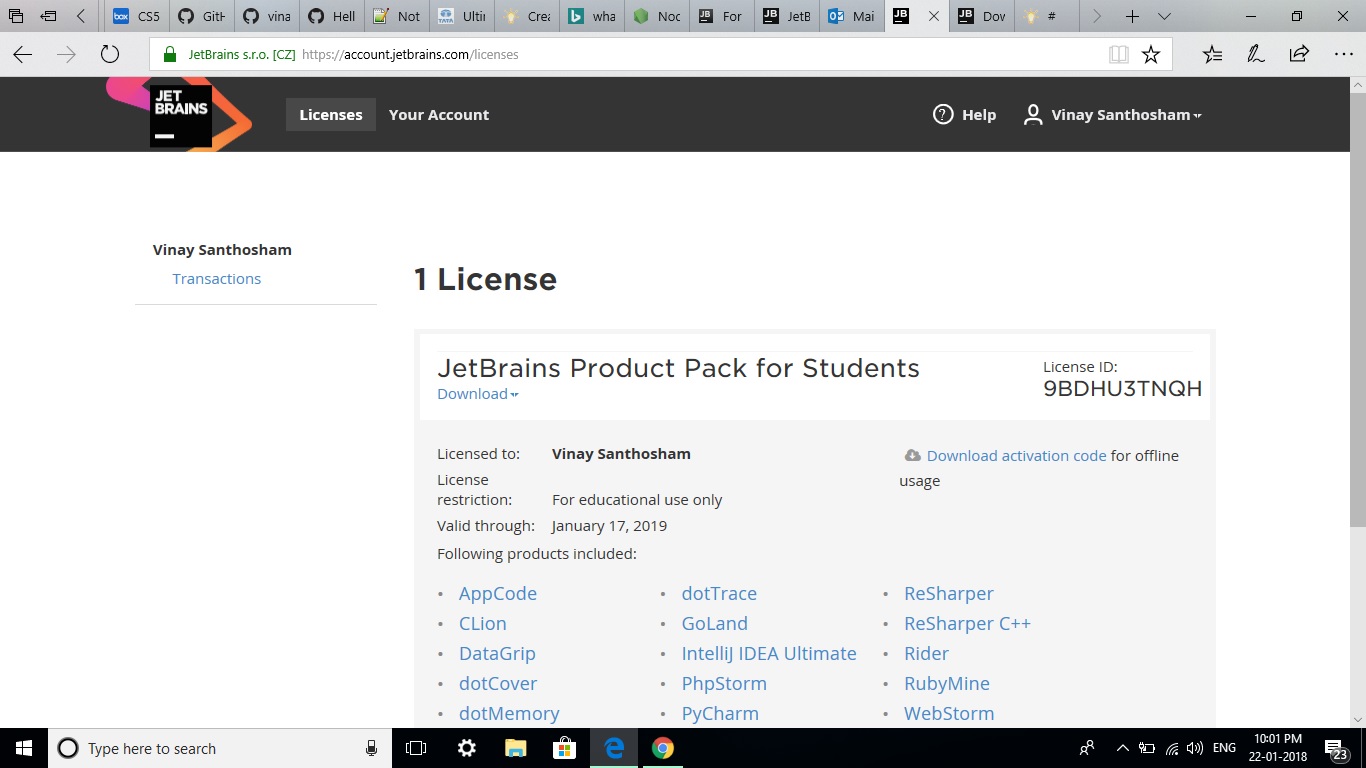 CS5
GitH
vina
Hell
Not
TATA
Ultir
Crea
wha
Noc
For
JetB
Mai
Dov
#
JetBrains s.r.o. [CZ] https://account.jetbrains.com/licenses
JET
BRAINS
Licenses
Your Account
Help
Vinay Santhosham
Vinay Santhosham
Transactions
1 License
JetBrains Product Pack for Students
Download
License ID:
9BDHU3TNQH
Licensed to: Vinay Santhosham
License
restriction: For educational use only
Valid through: January 17, 2019
Download activation code for offline
usage
Following products included:
• AppCode
• CLion
• DataGrip
• dotCover
• dotMemory
• dotTrace
• GoLand
• IntelliJ IDEA Ultimate
• PhpStorm
• PyCharm
• ReSharper
• ReSharper C++
• Rider
• RubyMine
• WebStorm
Type here to search
ENG
10:01 PM
22-01-2018
23